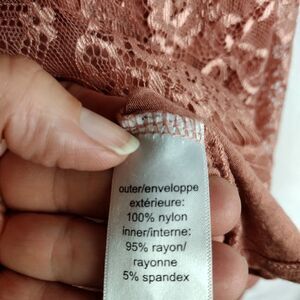 outer/enveloppe
extérieure:
100% nylon
inner/interne:
95% rayon/
rayonne
5% spandex